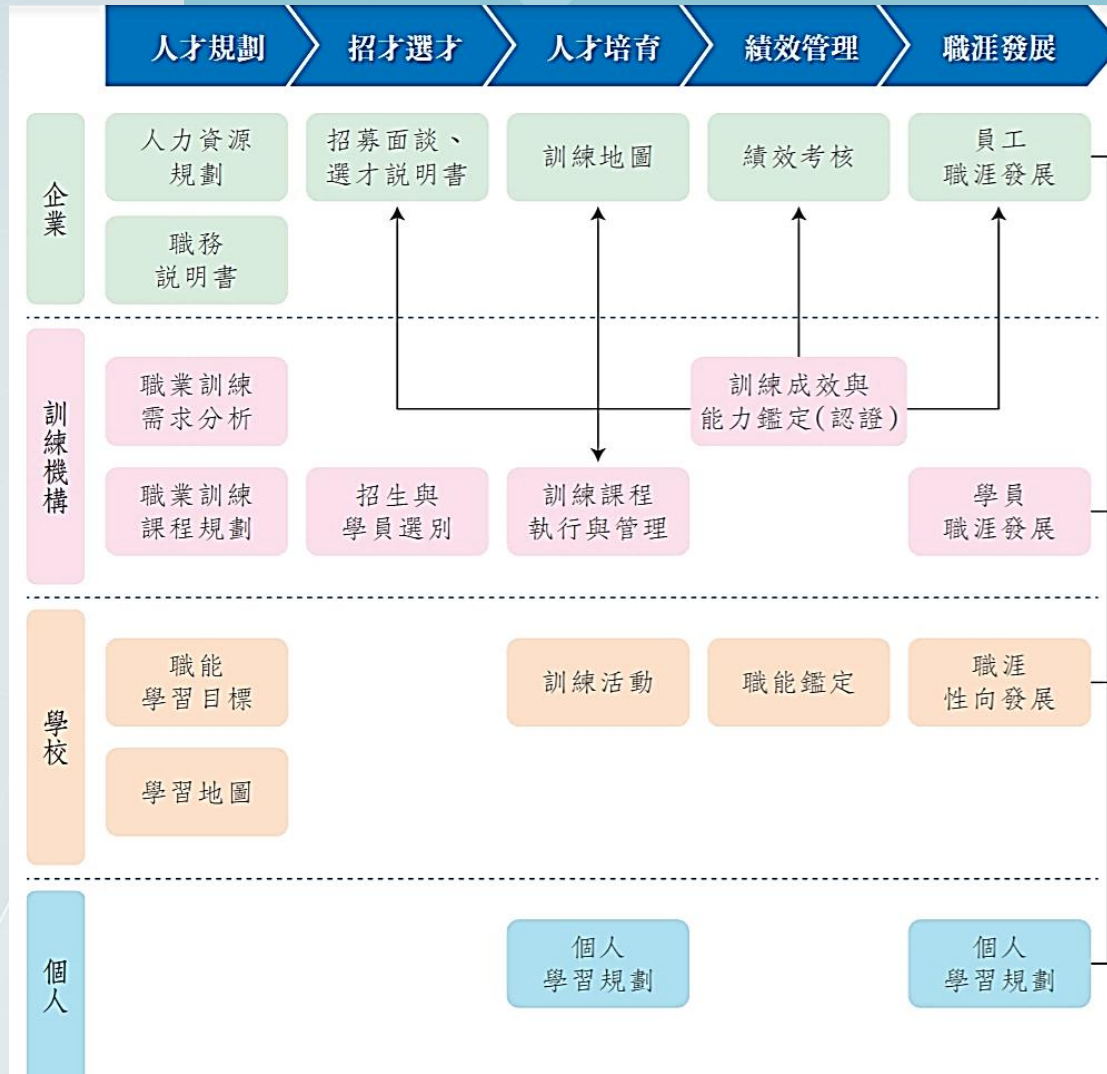 人才規劃
招才選才
人才培育
績效管理
職涯發展
企業
人力資源
規劃
招募面談、
選才說明書
訓練地圖
績效考核
員工
職涯發展
職務
說明書
訓練機構
職業訓練
需求分析
訓練成效與
能力鑑定(認證)
職業訓練
課程規劃
招生與
學員選別
訓練課程
執行與管理
學員
職涯發展
學校
職能
學習目標
訓練活動
職能鑑定
職涯
性向發展
學習地圖
個人
個人
學習規劃
個人
學習規劃